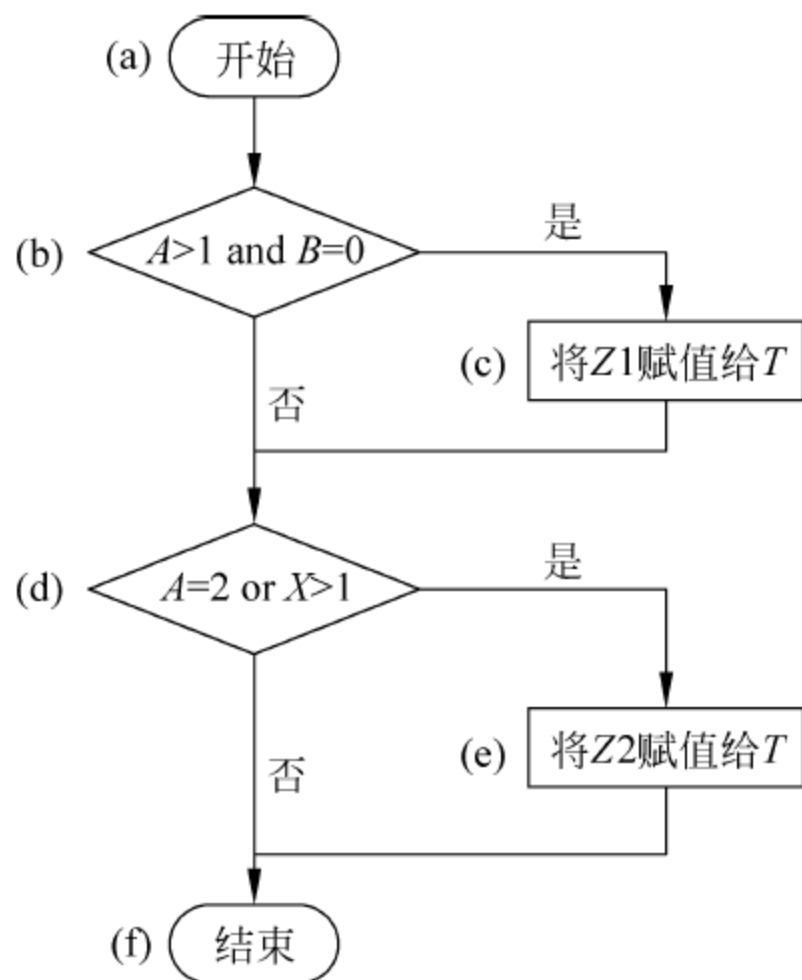 (a) 开始
(b) A>1 and B=0
是
(c) 将Z1赋值给T
否
(d) A=2 or X>1
是
(e) 将Z2赋值给T
否
(f) 结束